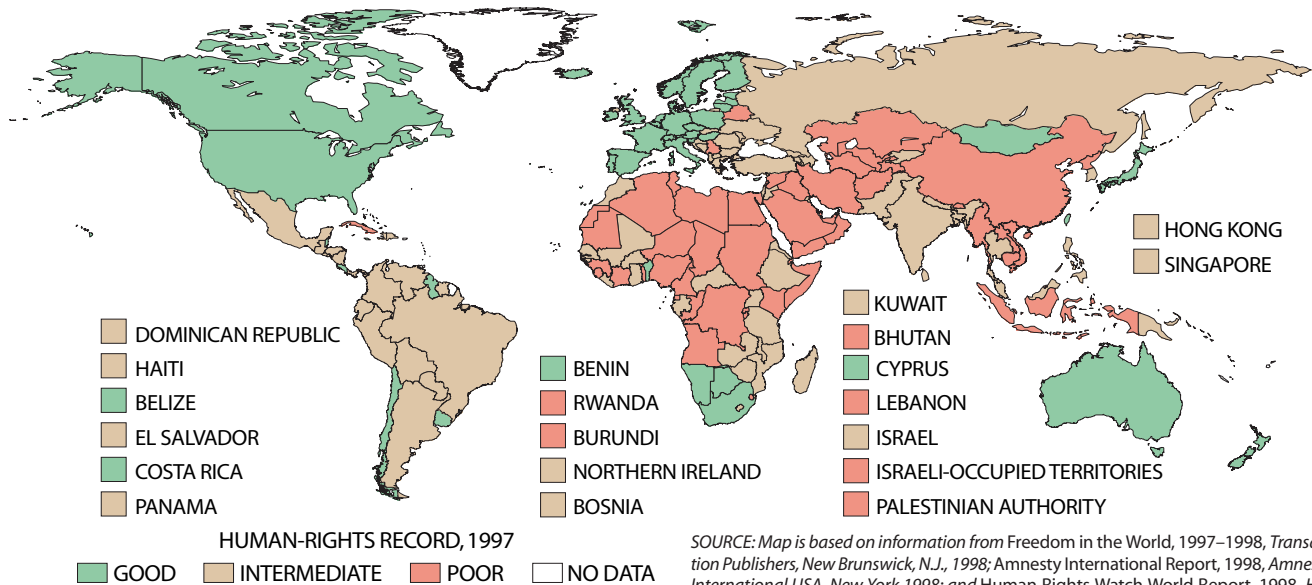 HONG KONG
SINGAPORE
DOMINICAN REPUBLIC
HAITI
BELIZE
EL SALVADOR
COSTA RICA
PANAMA
BENIN
RWANDA
BURUNDI
NORTHERN IRELAND
BOSNIA
KUWAIT
BHUTAN
CYPRUS
LEBANON
ISRAEL
ISRAELI-OCCUPIED TERRITORIES
PALESTINIAN AUTHORITY
HUMAN-RIGHTS RECORD, 1997
GOOD INTERMEDIATE POOR NO DATA
SOURCE: Map is based on information from Freedom in the World, 1997–1998,
tion Publishers, New Brunswick, N.J., 1998; Amnesty International Report, 1998,
International USA, New York 1998; and Human Rights Watch World Report, 1998